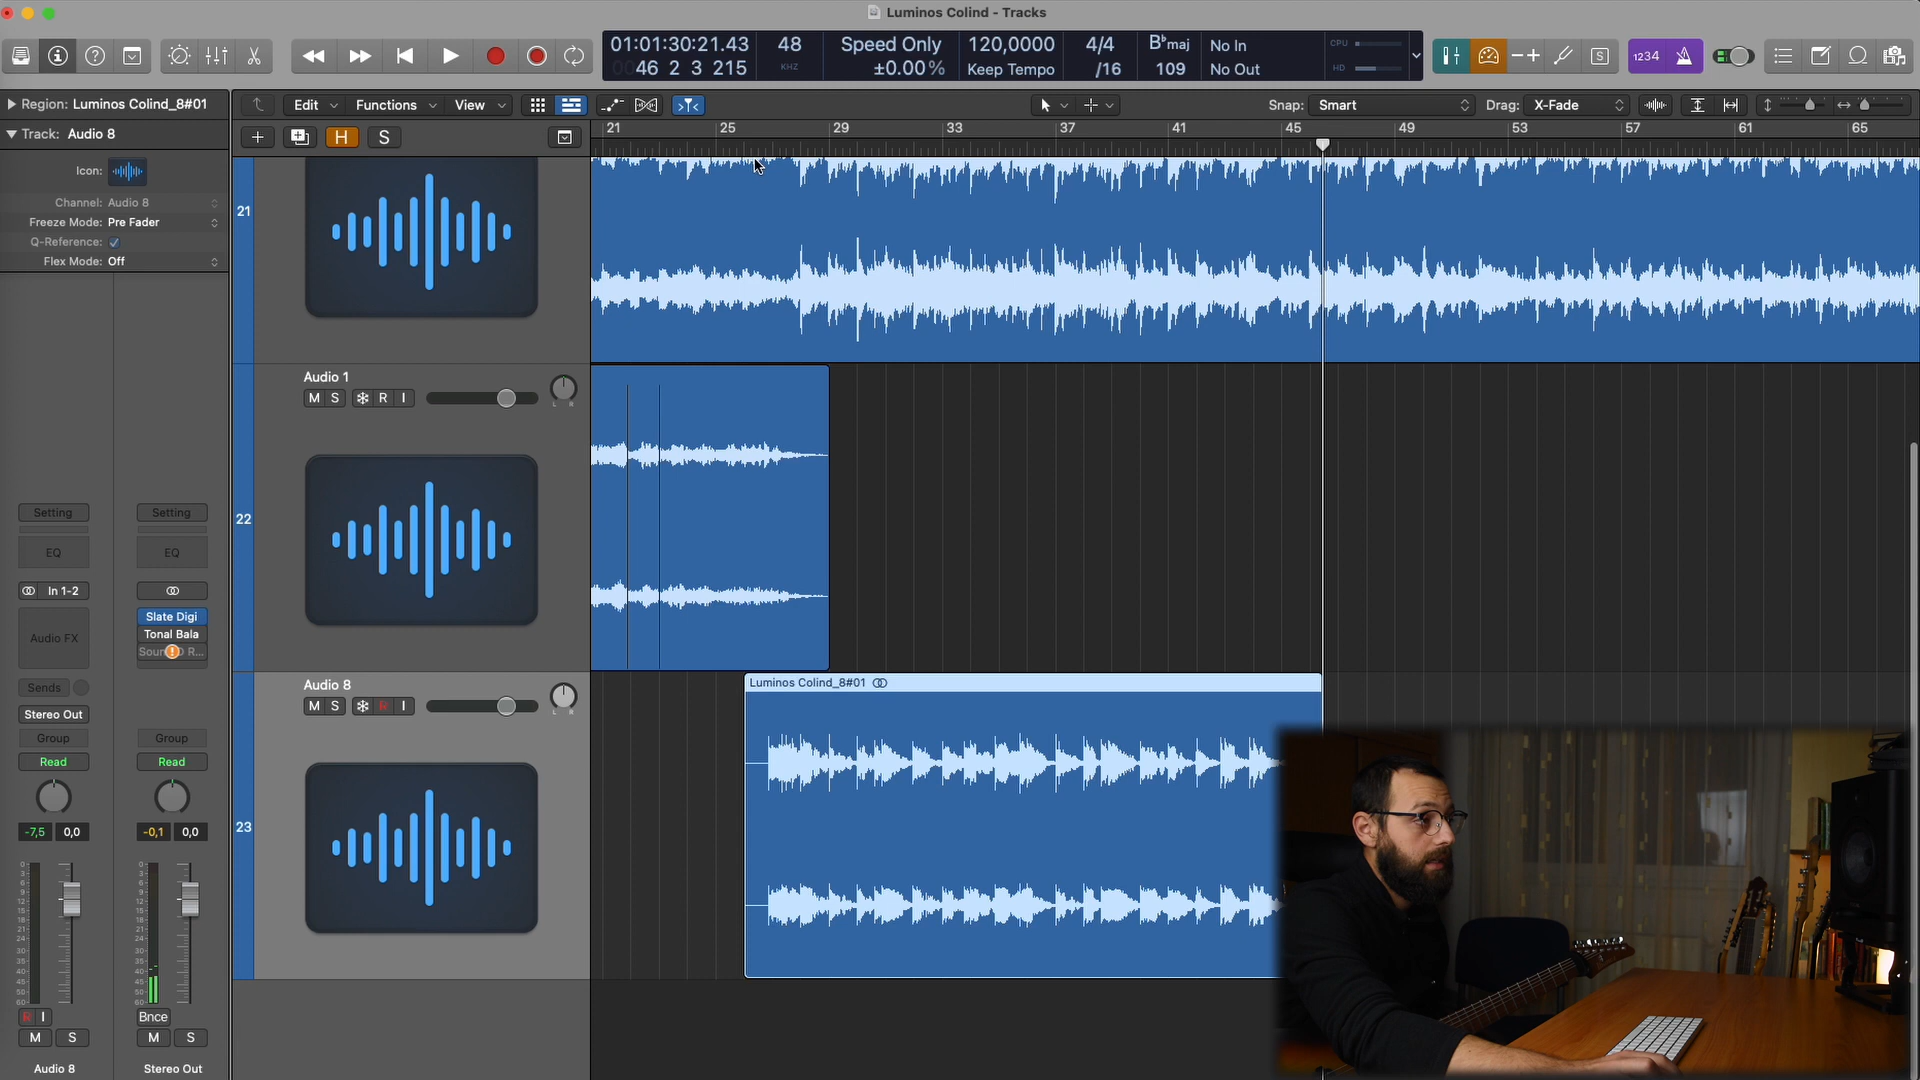 Luminos Colind - Tracks
01:01:30:21.43
0046 2 3 215
48
KHZ
Speed Only
±0.00%
120,0000
Keep Tempo
4/4
/16
B♭maj
109
No In
No Out
CPU
HD
S
1234
Region: Luminos Colind_8#01
Edit
Functions
View
Snap: Smart
Drag: X-Fade
Track: Audio 8
H
S
21 25 29 33 37 41 45 49 53 57 61 65
Icon:
Channel: Audio 8
Freeze Mode: Pre Fader
Q-Reference:
Flex Mode: Off
21
Audio 1
M S R I
L R
22
Audio 8
M S R I
L R
23
Luminos Colind_8#01
Setting Setting
EQ EQ
In 1-2
Audio FX
Slate Digi
Tonal Bala
Sends
Stereo Out
Group Group
Read Read
-7,5 0,0 -0,1 0,0
R I
Bnce
M S M S
Audio 8
Stereo Out